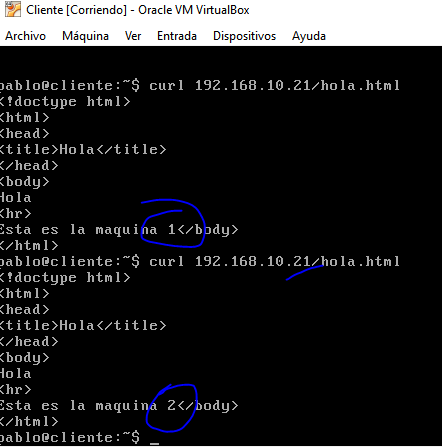 Cliente [Corriendo] - Oracle VM VirtualBox
Archivo Máquina Ver Entrada Dispositivos Ayuda
pablo@cliente:~$ curl 192.168.10.21/hola.html
<!doctype html>
<html>
<head>
<title>Hola</title>
</head>
<body>
Hola
<hr>
Esta es la maquina 1</body>
</html>
pablo@cliente:~$ curl 192.168.10.21/hola.html
<!doctype html>
<html>
<head>
<title>Hola</title>
</head>
<body>
Hola
<hr>
Esta es la maquina 2</body>
</html>
pablo@cliente:~$ _